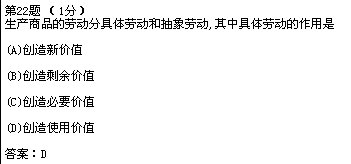 第22题 （1分）
生产商品的劳动分具体劳动和抽象劳动,其中具体劳动的作用是
(A)创造新价值
(B)创造剩余价值
(C)创造必要价值
(D)创造使用价值
答案：D